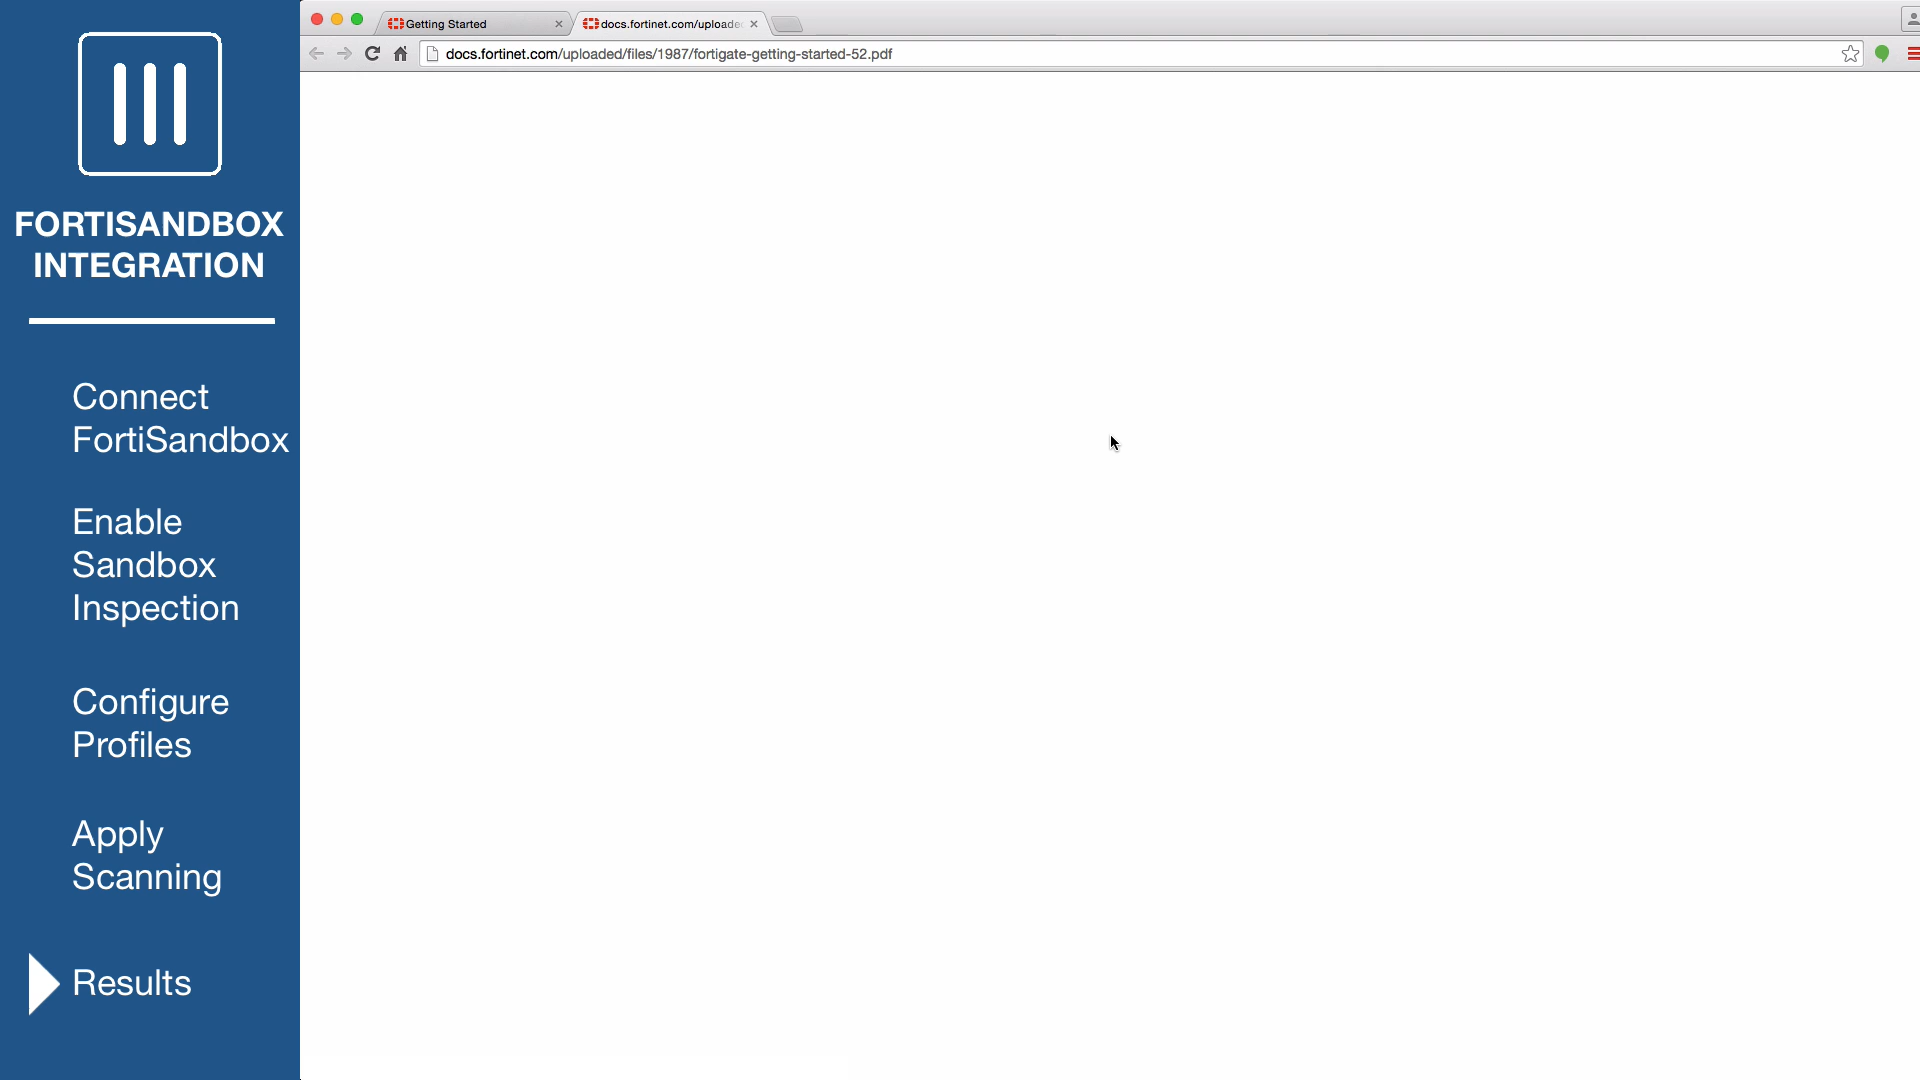 Getting Started
docs.fortinet.com/uploade
docs.fortinet.com/uploaded/files/1987/fortigate-getting-started-52.pdf
FORTISANDBOX
INTEGRATION
Connect
FortiSandbox
Enable
Sandbox
Inspection
Configure
Profiles
Apply
Scanning
Results